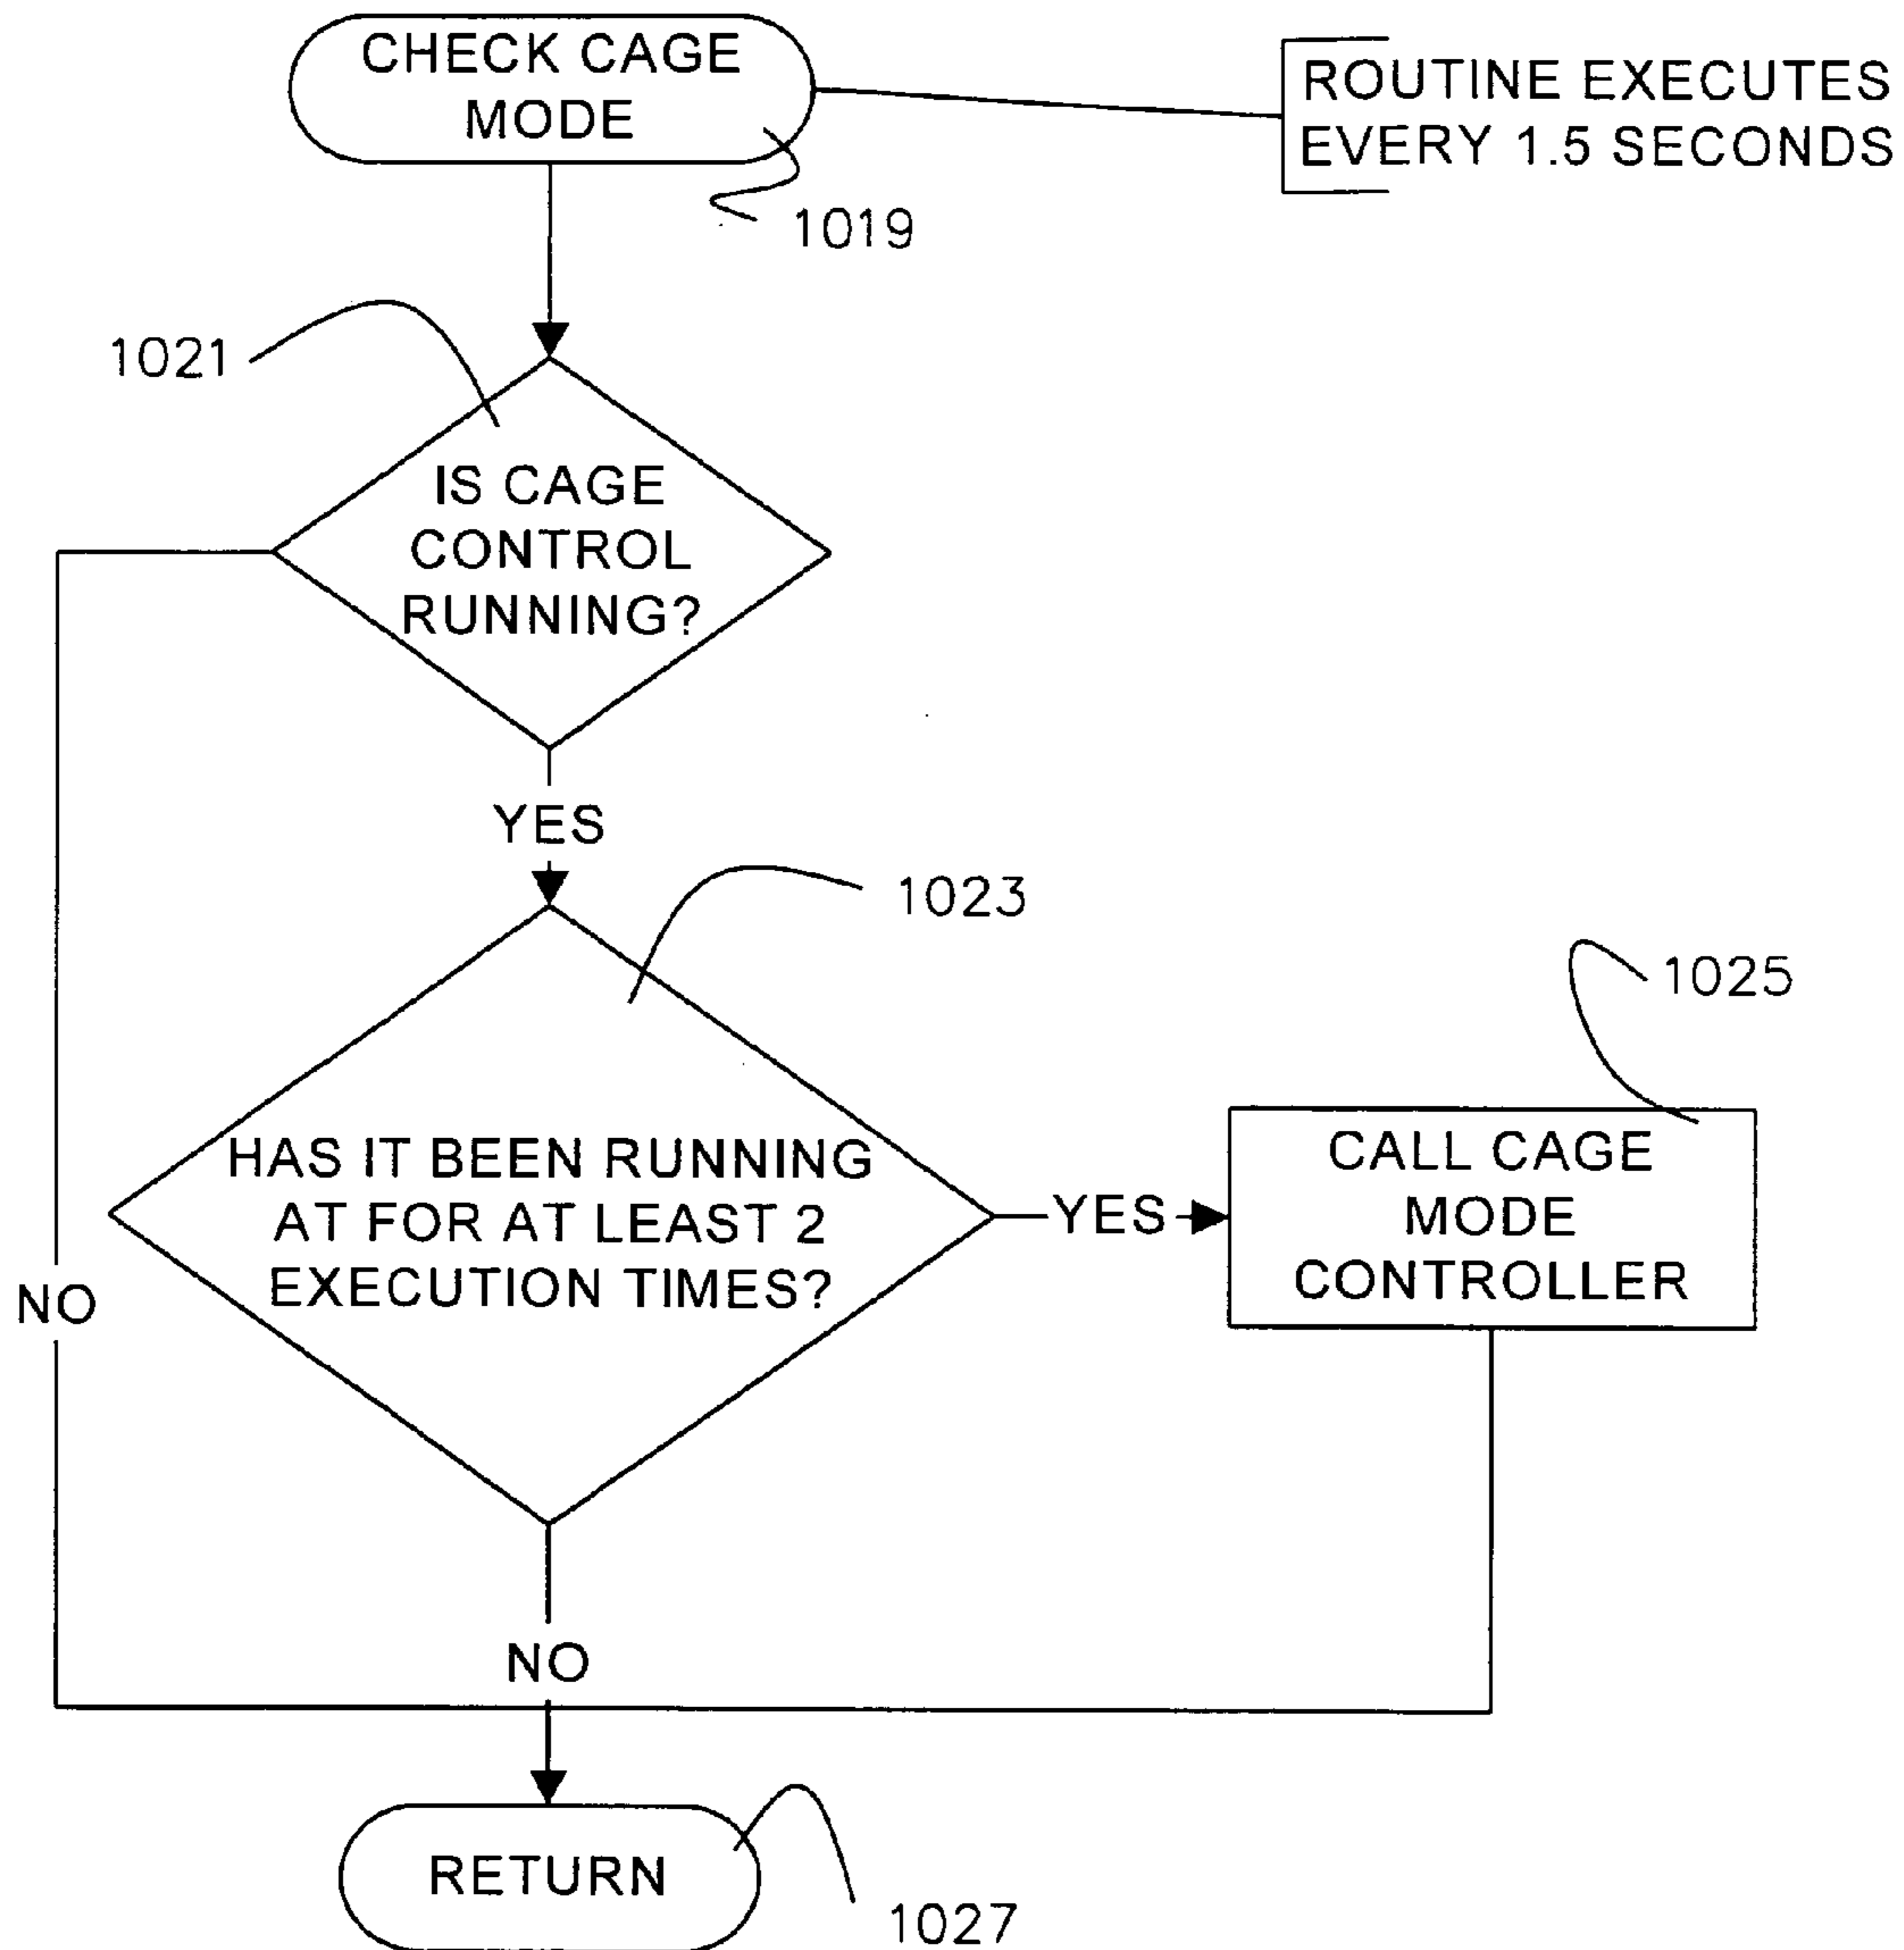 CHECK CAGE
MODE
ROUTINE EXECUTES
EVERY 1.5 SECONDS
1019
1021
IS CAGE
CONTROL
RUNNING?
YES
1023
1025
HAS IT BEEN RUNNING
AT FOR AT LEAST 2
EXECUTION TIMES?
YES
CALL CAGE
MODE
CONTROLLER
NO
NO
RETURN
1027